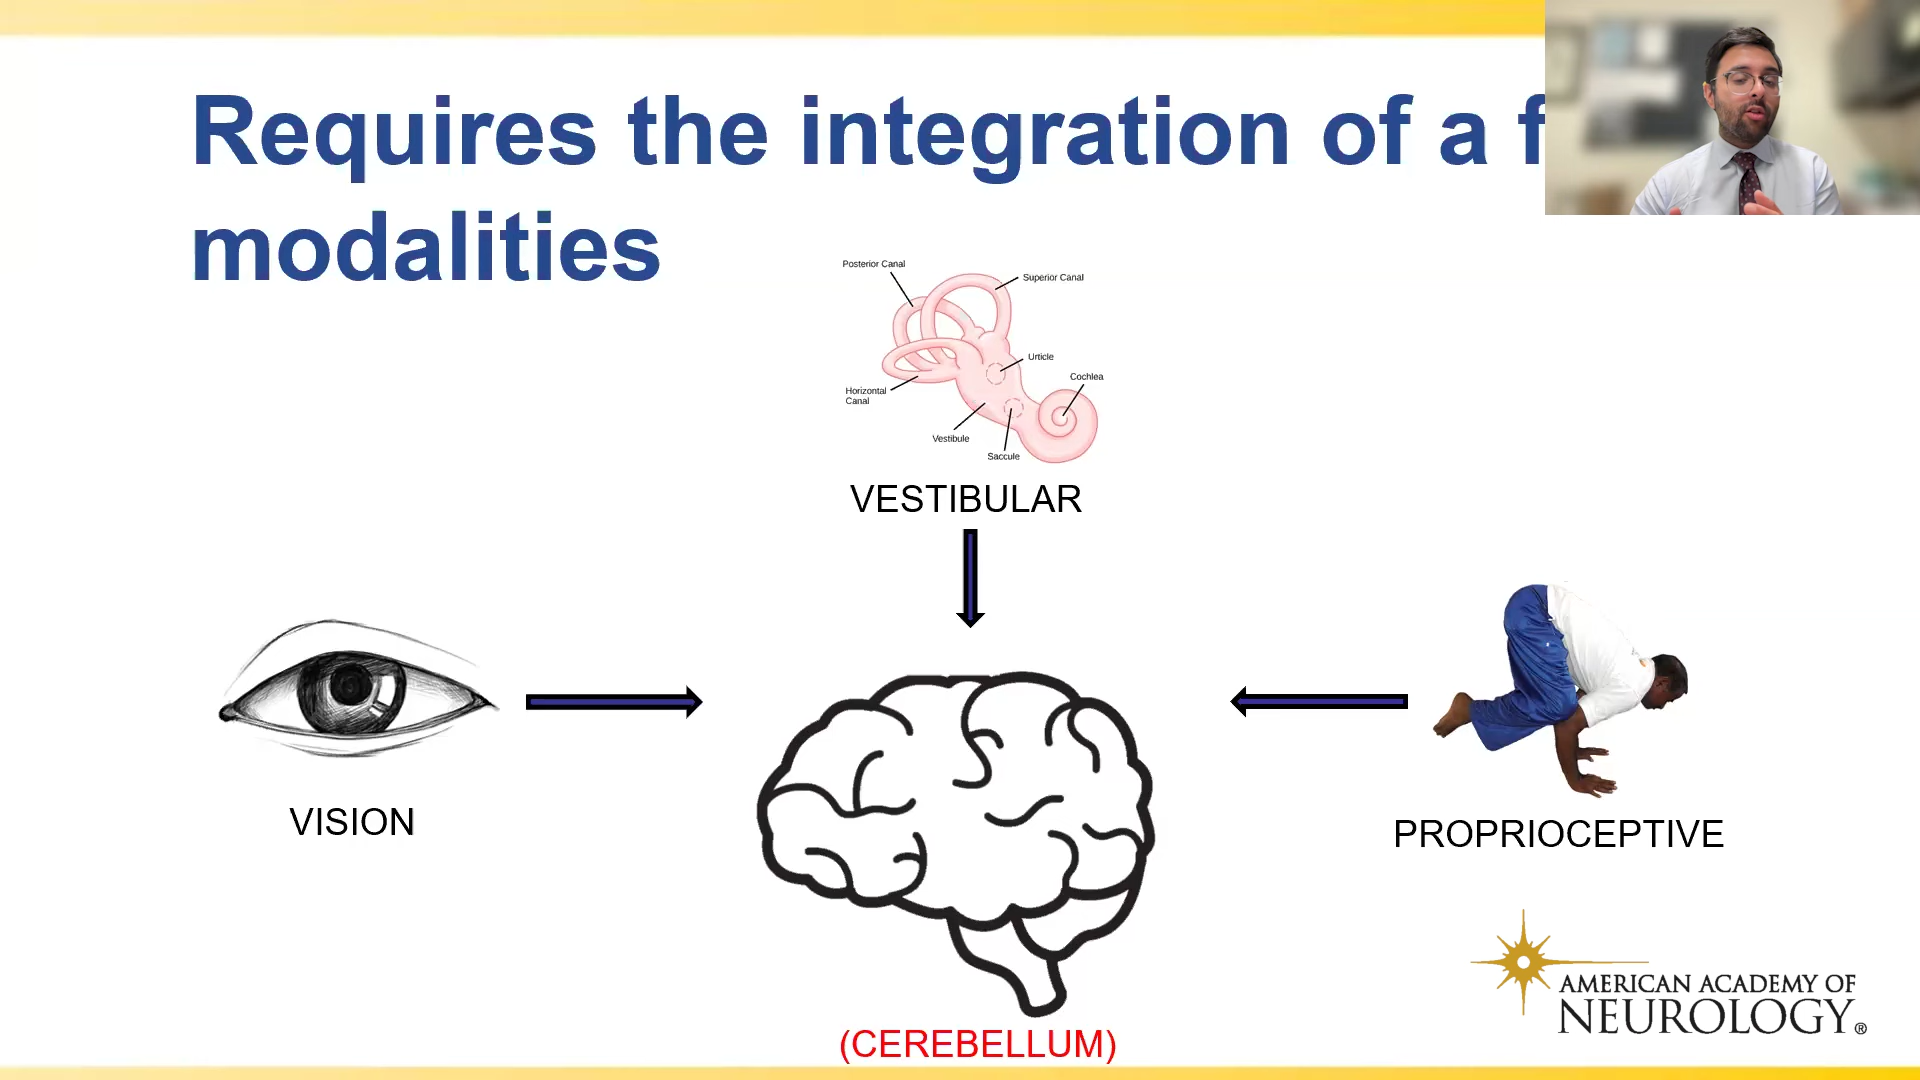 Requires the integration of a f
modalities
Posterior Canal
Superior Canal
Urticle
Cochlea
Horizontal
Canal
Vestibule
Saccule
VESTIBULAR
VISION
PROPRIOCEPTIVE
(CEREBELLUM)
AMERICAN ACADEMY OF
NEUROLOGY®